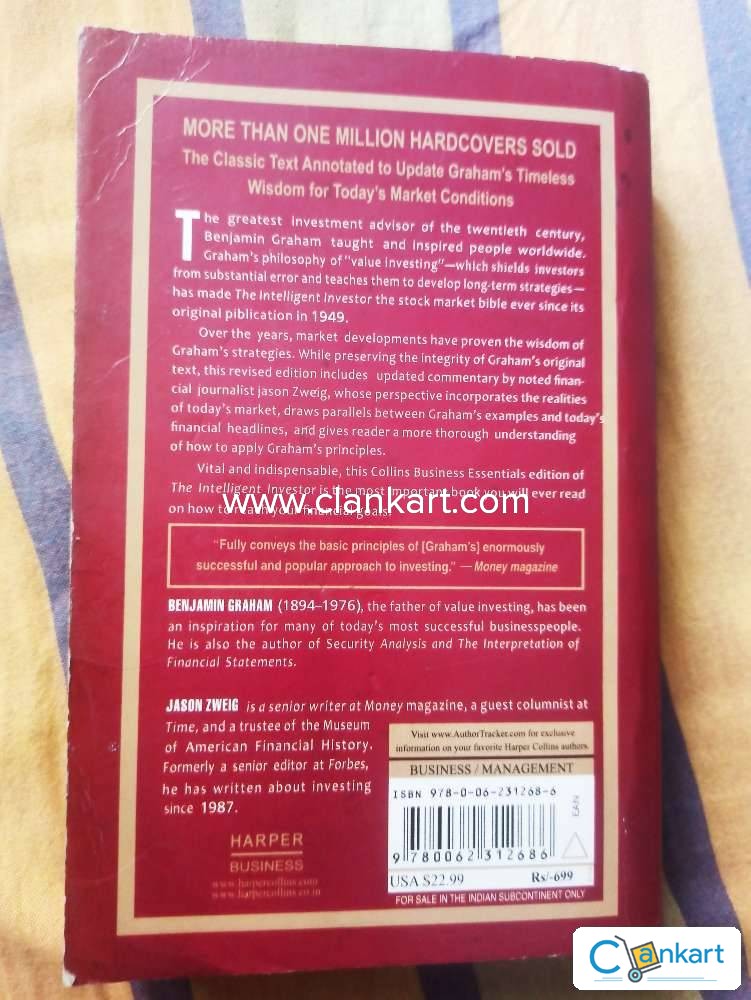 MORE THAN ONE MILLION HARDCOVERS SOLD
The Classic Text Annotated to Update Graham's Timeless
Wisdom for Today's Market Conditions
The greatest investment advisor of the twentieth century,
Benjamin Graham taught and inspired people worldwide.
Graham's philosophy of "value investing"—which shields investors
from substantial error and teaches them to develop long-term strategies—
has made The Intelligent Investor the stock market bible ever since its
original piblication in 1949.
Over the years, market developments have proven the wisdom of
Graham's strategies. While preserving the integrity of Graham's original
text, this revised edition includes updated commentary by noted finan-
cial journalist jason Zweig, whose perspective incorporates the realities
of today's market, draws parallels between Graham's examples and today's
financial headlines, and gives reader a more thorough understanding
of how to apply Graham's principles.
Vital and indispensable, this Collins Business Essentials edition of
The Intelligent Investor is the most important book you will ever read
on how to reach your financial goals.
www.clankart.com
"Fully conveys the basic principles of [Graham's] enormously
successful and popular approach to investing." — Money magazine
BENJAMIN GRAHAM (1894–1976), the father of value investing, has been
an inspiration for many of today's most successful businesspeople.
He is also the author of Security Analysis and The Interpretation of
Financial Statements.
JASON ZWEIG is a senior writer at Money magazine, a guest columnist at
Time, and a trustee of the Museum
of American Financial History.
Formerly a senior editor at Forbes,
he has written about investing
since 1987.
HARPER
BUSINESS
www.harpercollins.com
www.harpercollins.co.in
Visit www.AuthorTracker.com for exclusive
information on your favorite Harper Collins authors.
BUSINESS / MANAGEMENT
ISBN 978-0-06-231268-6
EAN
9 780062 312686
USA $22.99 Rs/-699
FOR SALE IN THE INDIAN SUBCONTINENT ONLY
Clankart